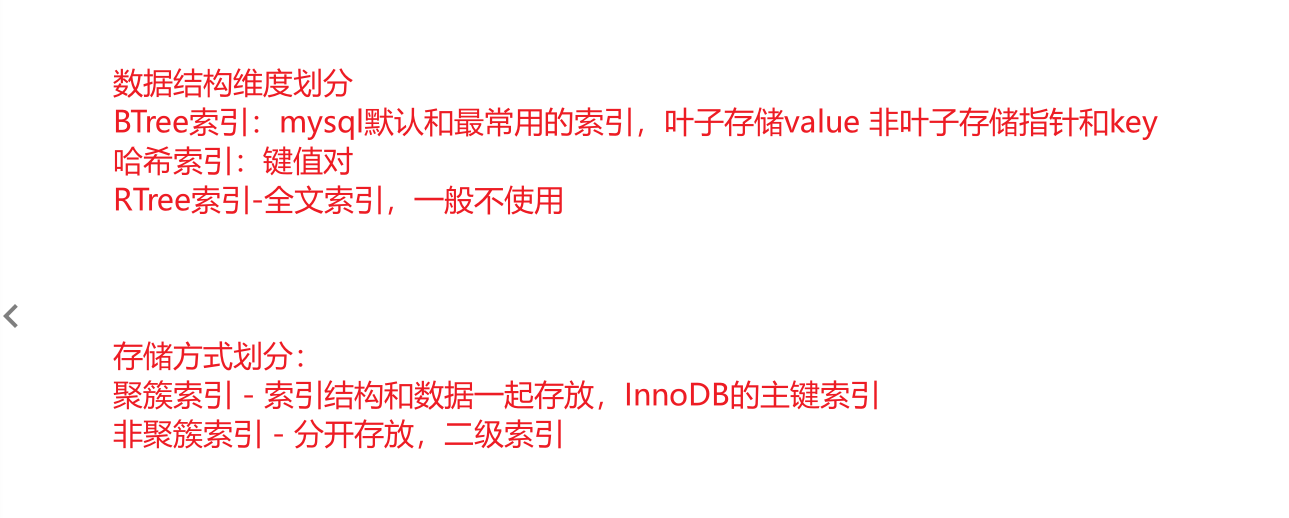 数据结构维度划分
BTree索引：mysql默认和最常用的索引，叶子存储value 非叶子存储指针和key
哈希索引：键值对
RTree索引-全文索引，一般不使用
存储方式划分：
聚簇索引 - 索引结构和数据一起存放，InnoDB的主键索引
非聚簇索引 - 分开存放，二级索引